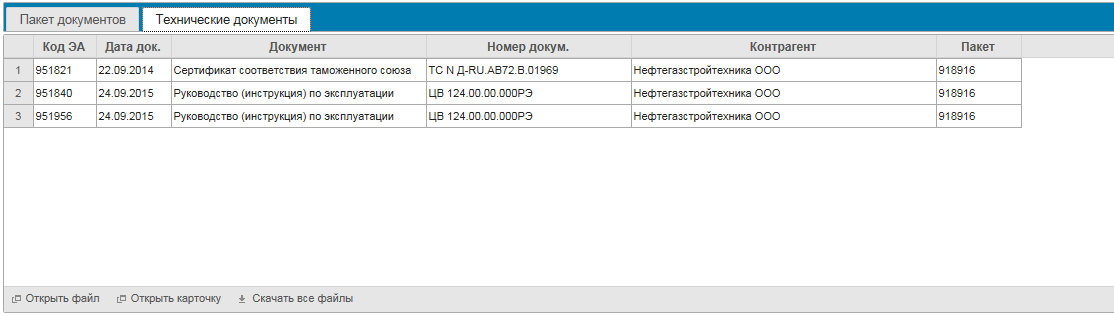 Пакет документов Технические документы
Код ЭА Дата док. Документ Номер докум. Контрагент Пакет
1 951821 22.09.2014 Сертификат соответствия таможенного союза ТС N Д-RU.АВ72.В.01969 Нефтегазстройтехника ООО 918916
2 951840 24.09.2015 Руководство (инструкция) по эксплуатации ЦВ 124.00.00.000РЭ Нефтегазстройтехника ООО 918916
3 951956 24.09.2015 Руководство (инструкция) по эксплуатации ЦВ 124.00.00.000РЭ Нефтегазстройтехника ООО 918916
Открыть файл Открыть карточку Скачать все файлы